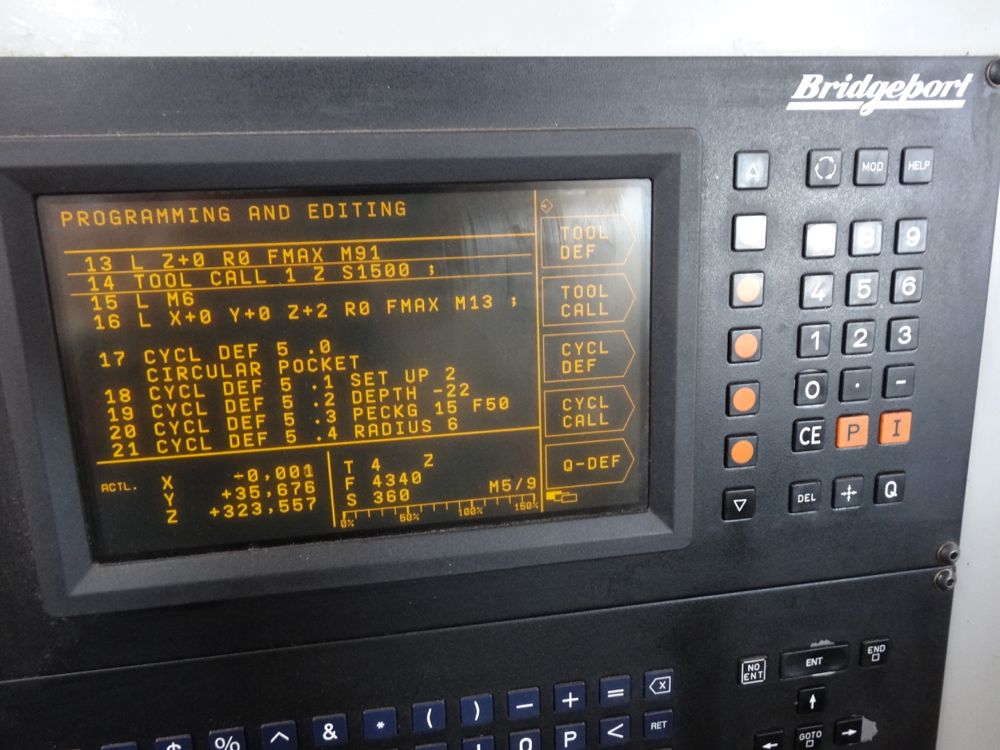 Bridgeport
PROGRAMMING AND EDITING
13 L Z+0 R0 FMAX M91
14 TOOL CALL 1 Z S1500 ;
15 L M6
16 L X+0 Y+0 Z+2 R0 FMAX M13 ;
17 CYCL DEF 5 .0
CIRCULAR POCKET
18 CYCL DEF 5 .1 SET UP 2
19 CYCL DEF 5 .2 DEPTH -22
20 CYCL DEF 5 .3 PECKG 15 F50
21 CYCL DEF 5 .4 RADIUS 6
ACTL. X -0,001
Y +35,676
Z +323,557
T 4 Z
F 4340
S 360 M5/9
0% 50% 100% 150%
TOOL
DEF
TOOL
CALL
CYCL
DEF
CYCL
CALL
Q-DEF
MOD HELP
8 9
4 5 6
1 2 3
0 . -
CE P I
DEL Q
NO
ENT
ENT
END
GOTO
% ^ & * ( ) - + =
O P < RET